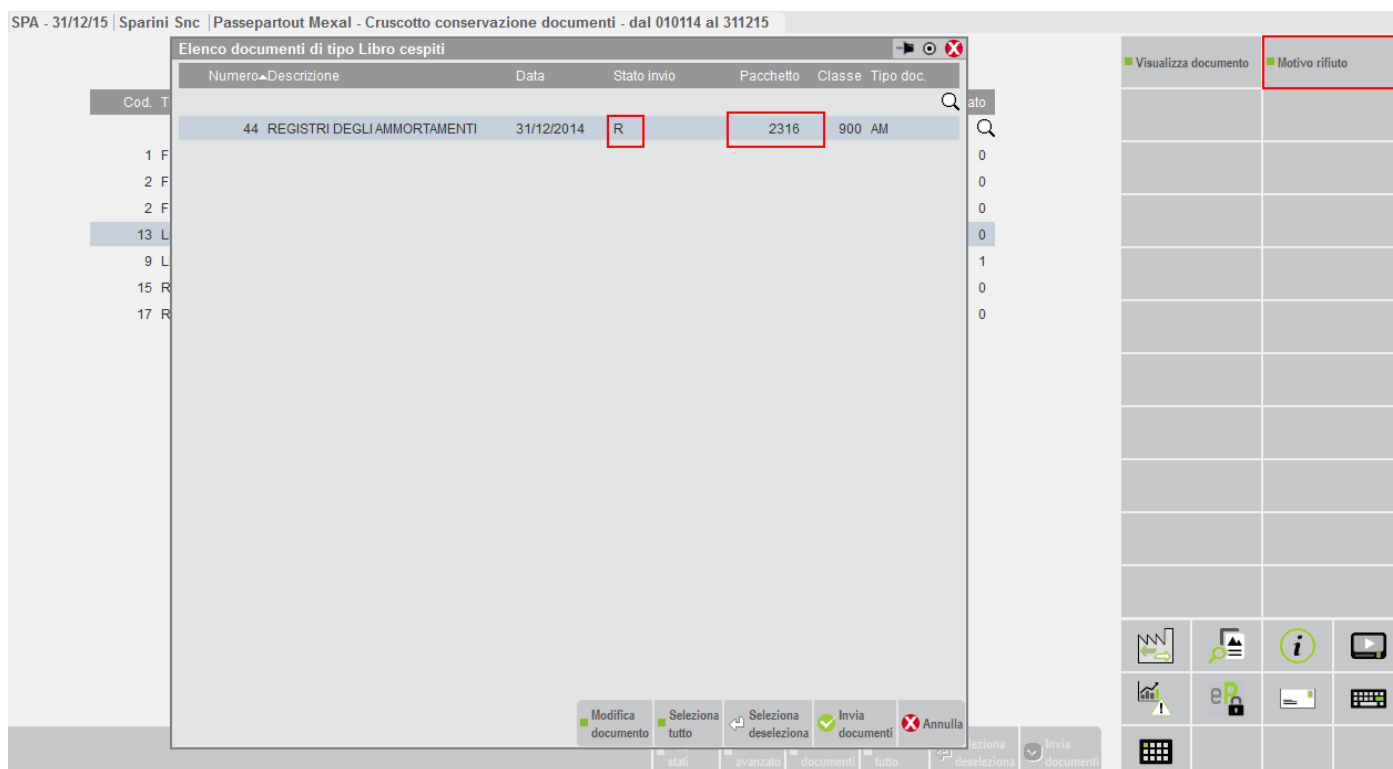 SPA - 31/12/15 Sparini Snc Passepartout Mexal - Cruscotto conservazione documenti - dal 010114 al 311215
Elenco documenti di tipo Libro cespiti
Numero Descrizione Data Stato invio Pacchetto Classe Tipo doc.
Cod. T ato
44 REGISTRI DEGLI AMMORTAMENTI 31/12/2014 R 2316 900 AM
1 F 0
2 F 0
2 F 0
13 L 0
9 L 1
15 R 0
17 R 0
Visualizza documento Motivo rifiuto
Modifica documento
Seleziona tutto
Seleziona deseleziona
Invia documenti
Annulla
stati
avanzato
documenti
tutto
leziona deseleziona
Invia documenti
i
eP